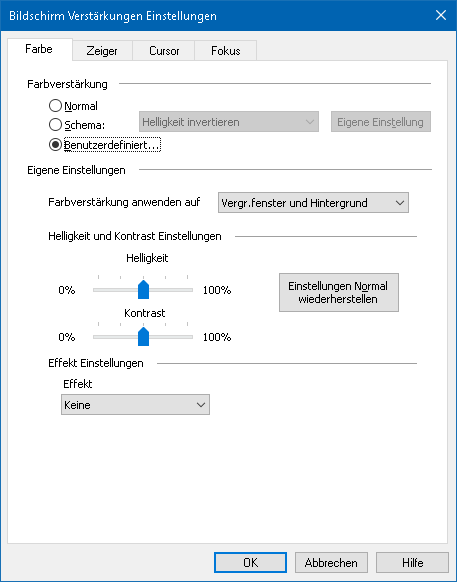 Bildschirm Verstärkungen Einstellungen
Farbe Zeiger Cursor Fokus
Farbverstärkung
Normal
Schema: Helligkeit invertieren Eigene Einstellung
Benutzerdefiniert...
Eigene Einstellungen
Farbverstärkung anwenden auf Vergr.fenster und Hintergrund
Helligkeit und Kontrast Einstellungen
Helligkeit
0% 100%
Einstellungen Normal
wiederherstellen
Kontrast
0% 100%
Effekt Einstellungen
Effekt
Keine
OK Abbrechen Hilfe